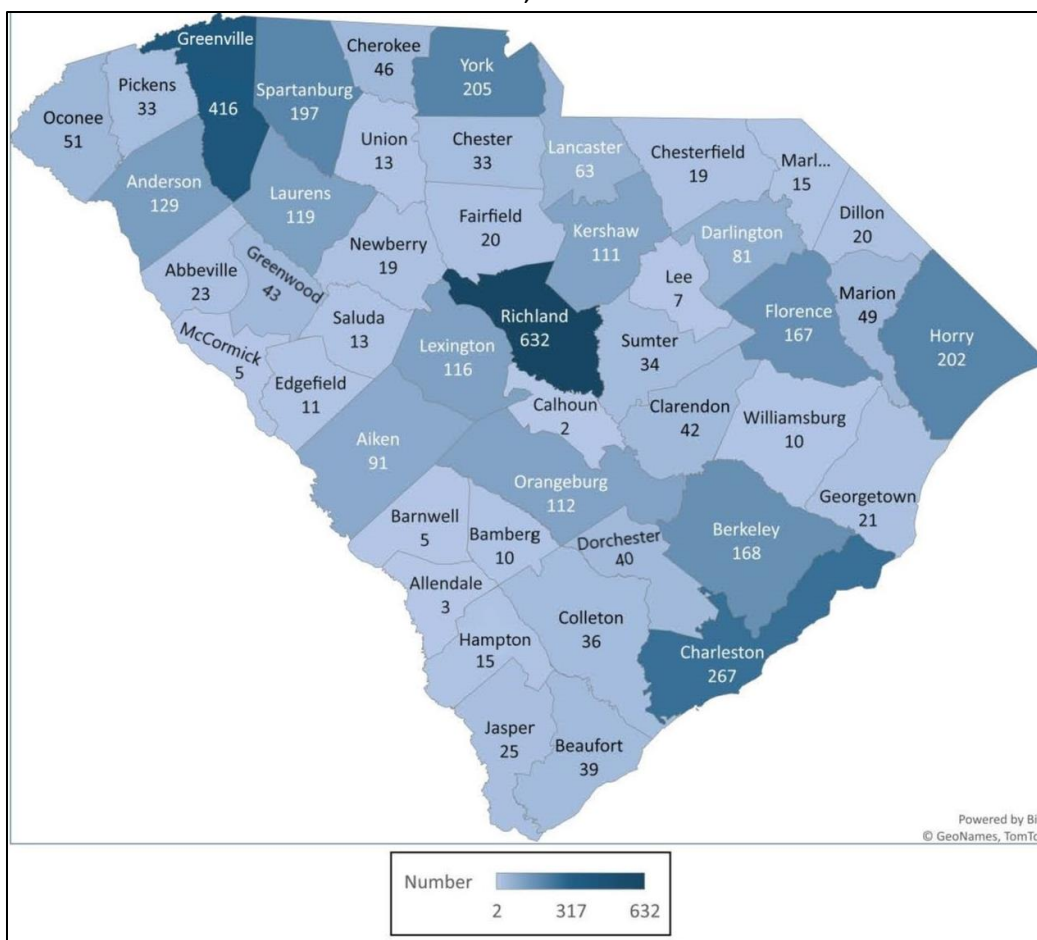 Greenville
416
Cherokee
46
York
205
Pickens
33
Spartanburg
197
Oconee
51
Union
13
Chester
33
Lancaster
63
Chesterfield
19
Marl...
15
Anderson
129
Laurens
119
Fairfield
20
Kershaw
111
Darlington
81
Dillon
20
Newberry
19
Abbeville
23
Greenwood
43
Lee
7
Marion
49
Richland
632
Florence
167
Horry
202
Saluda
13
McCormick
5
Lexington
116
Sumter
34
Edgefield
11
Calhoun
2
Clarendon
42
Williamsburg
10
Aiken
91
Orangeburg
112
Georgetown
21
Barnwell
5
Bamberg
10
Dorchester
40
Berkeley
168
Allendale
3
Colleton
36
Hampton
15
Charleston
267
Jasper
25
Beaufort
39
Powered by Bi
© GeoNames, TomTo
Number
2 317 632